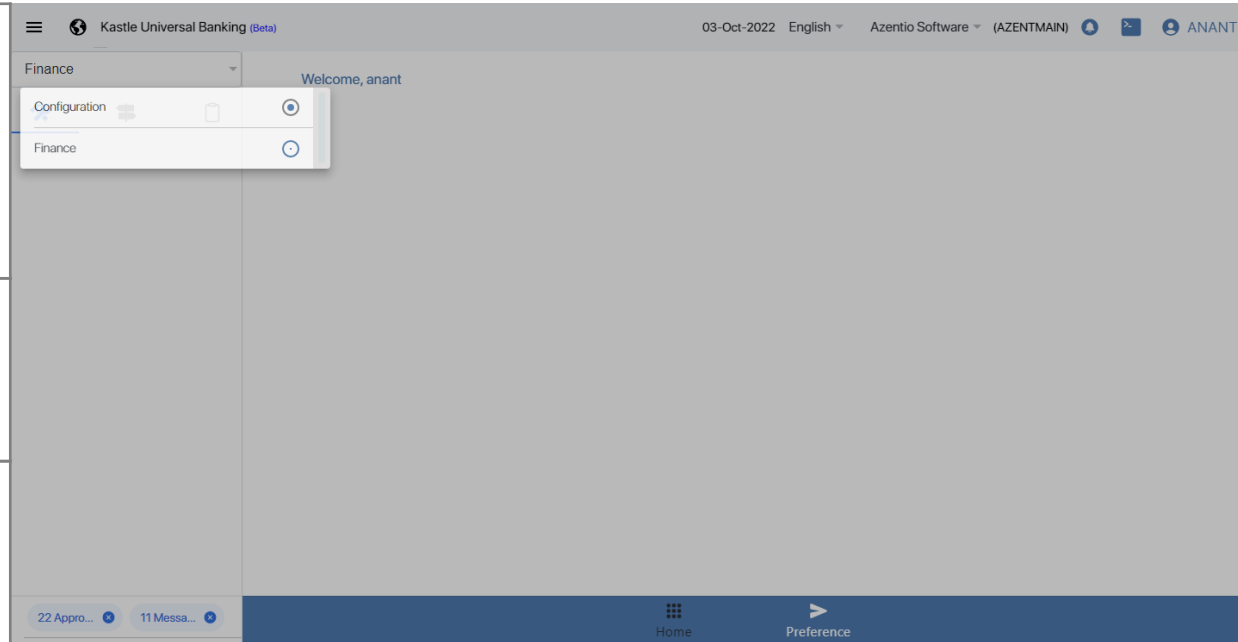 Kastle Universal Banking (Beta) 03-Oct-2022 English Azentio Software (AZENTMAIN) ANANT
Finance
Welcome, anant
Configuration
Finance
22 Appro... 11 Messa...
Home Preference